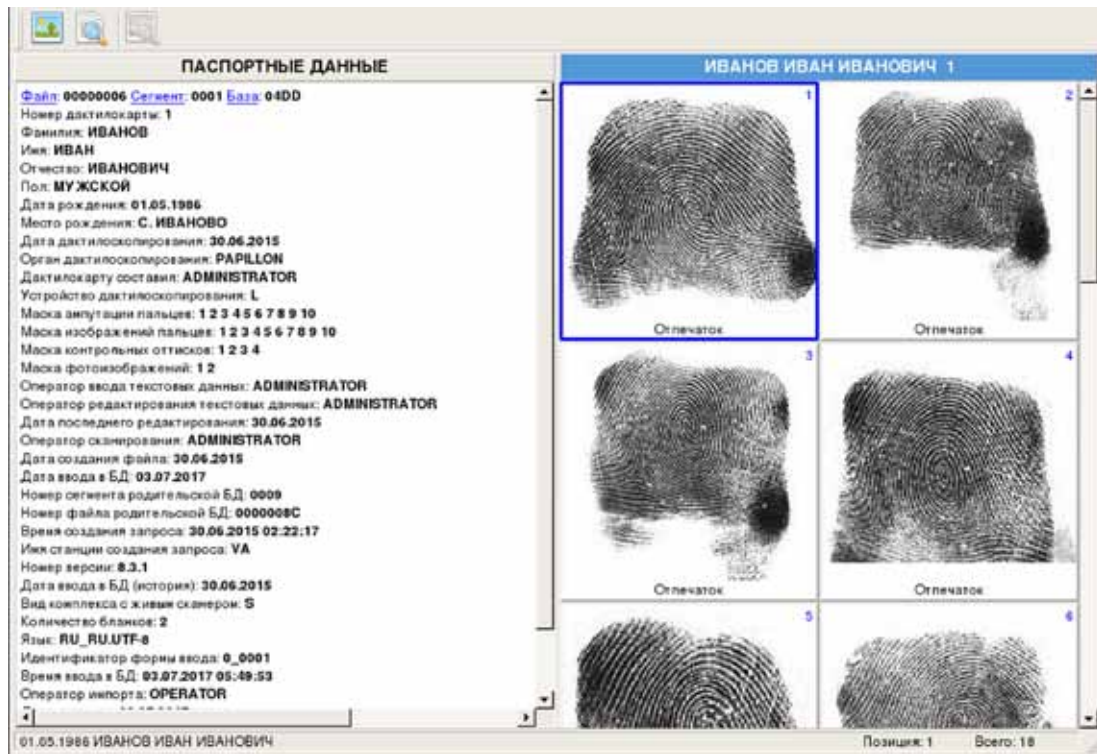 ПАСПОРТНЫЕ ДАННЫЕ
Файл: 00000006 Сегмент: 0001 База: 04DD
Номер дактилокарты: 1
Фамилия: ИВАНОВ
Имя: ИВАН
Отчество: ИВАНОВИЧ
Пол: МУЖСКОЙ
Дата рождения: 01.05.1986
Место рождения: С. ИВАНОВО
Дата дактилоскопирования: 30.06.2015
Орган дактилоскопирования: PAPILLON
Дактилокарту составил: ADMINISTRATOR
Устройство дактилоскопирования: L
Маска ампутации пальцев: 1 2 3 4 5 6 7 8 9 10
Маска изображений пальцев: 1 2 3 4 5 6 7 8 9 10
Маска контрольных оттисков: 1 2 3 4
Маска фотоизображений: 1 2
Оператор ввода текстовых данных: ADMINISTRATOR
Оператор редактирования текстовых данных: ADMINISTRATOR
Дата последнего редактирования: 30.06.2015
Оператор сканирования: ADMINISTRATOR
Дата создания файла: 30.06.2015
Дата ввода в БД: 03.07.2017
Номер сегмента родительской БД: 0009
Номер файла родительской БД: 0000008C
Время создания запроса: 30.06.2015 02:22:17
Имя станции создания запроса: VA
Номер версии: 8.3.1
Дата ввода в БД (история): 30.06.2015
Вид комплекса с живым сканером: S
Количество бланков: 2
Язык: RU_RU.UTF-8
Идентификатор формы ввода: 0_0001
Время ввода в БД: 03.07.2017 05:49:53
Оператор импорта: OPERATOR
ИВАНОВ ИВАН ИВАНОВИЧ 1
1
Отпечаток
2
Отпечаток
3
Отпечаток
4
Отпечаток
5
6
01.05.1986 ИВАНОВ ИВАН ИВАНОВИЧ
Позиция: 1 Всего: 18